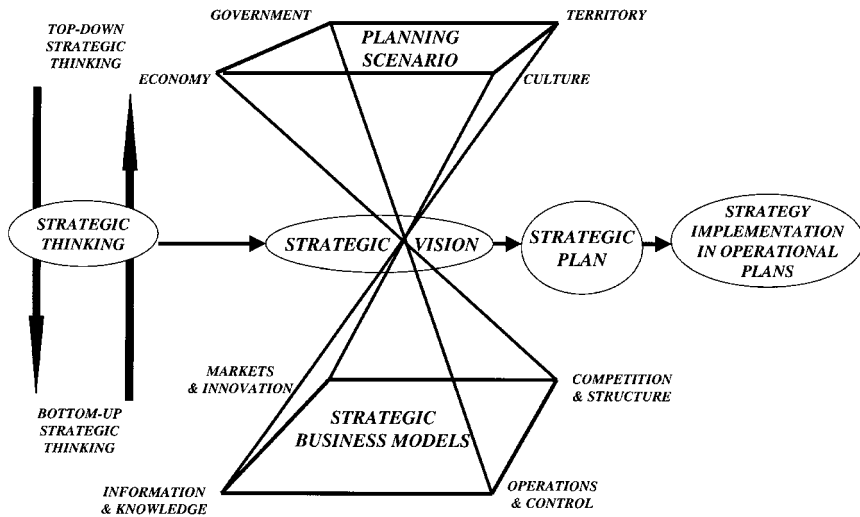 GOVERNMENT
TERRITORY
TOP-DOWN
STRATEGIC
THINKING
PLANNING
SCENARIO
ECONOMY
CULTURE
STRATEGIC
THINKING
STRATEGIC VISION
STRATEGIC
PLAN
STRATEGY
IMPLEMENTATION
IN OPERATIONAL
PLANS
MARKETS
& INNOVATION
COMPETITION
& STRUCTURE
BOTTOM-UP
STRATEGIC
THINKING
STRATEGIC
BUSINESS MODELS
INFORMATION
& KNOWLEDGE
OPERATIONS
& CONTROL